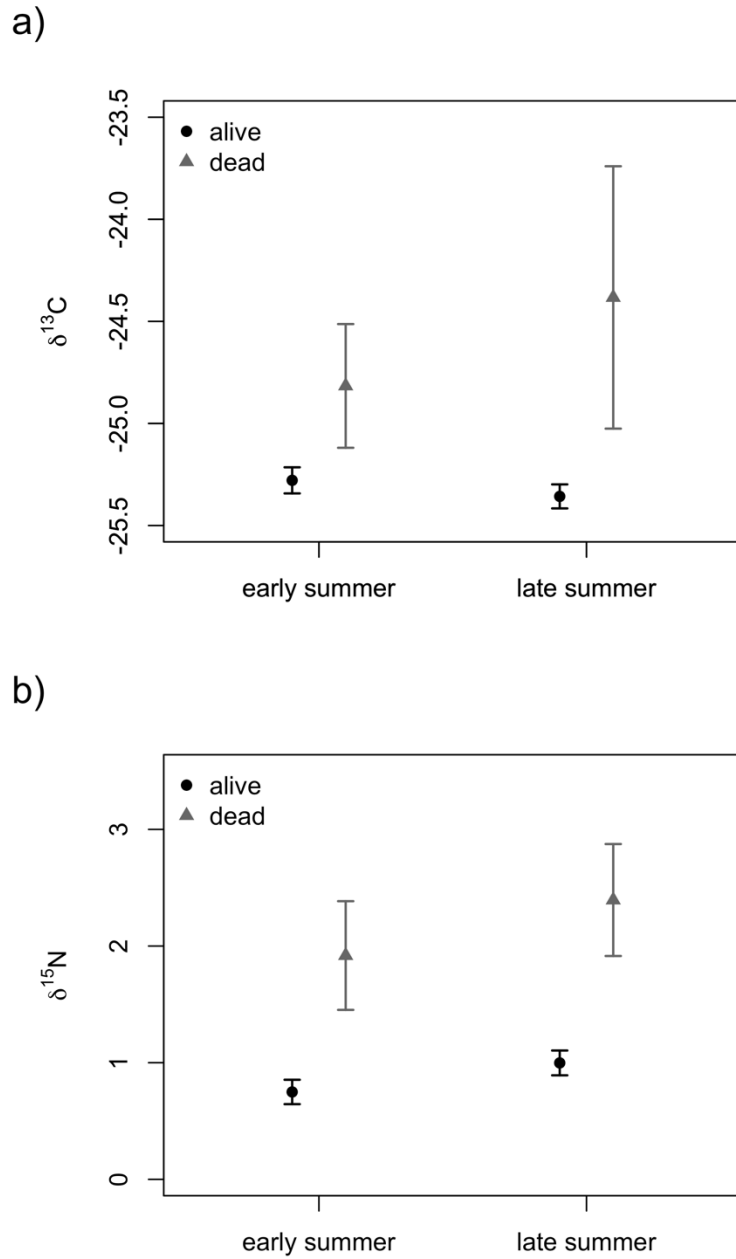 a)
-23.5
alive
dead
-24.0
-24.5
δ¹³C
-25.0
-25.5
early summer late summer
b)
alive
dead
3
2
δ¹⁵N
1
0
early summer late summer